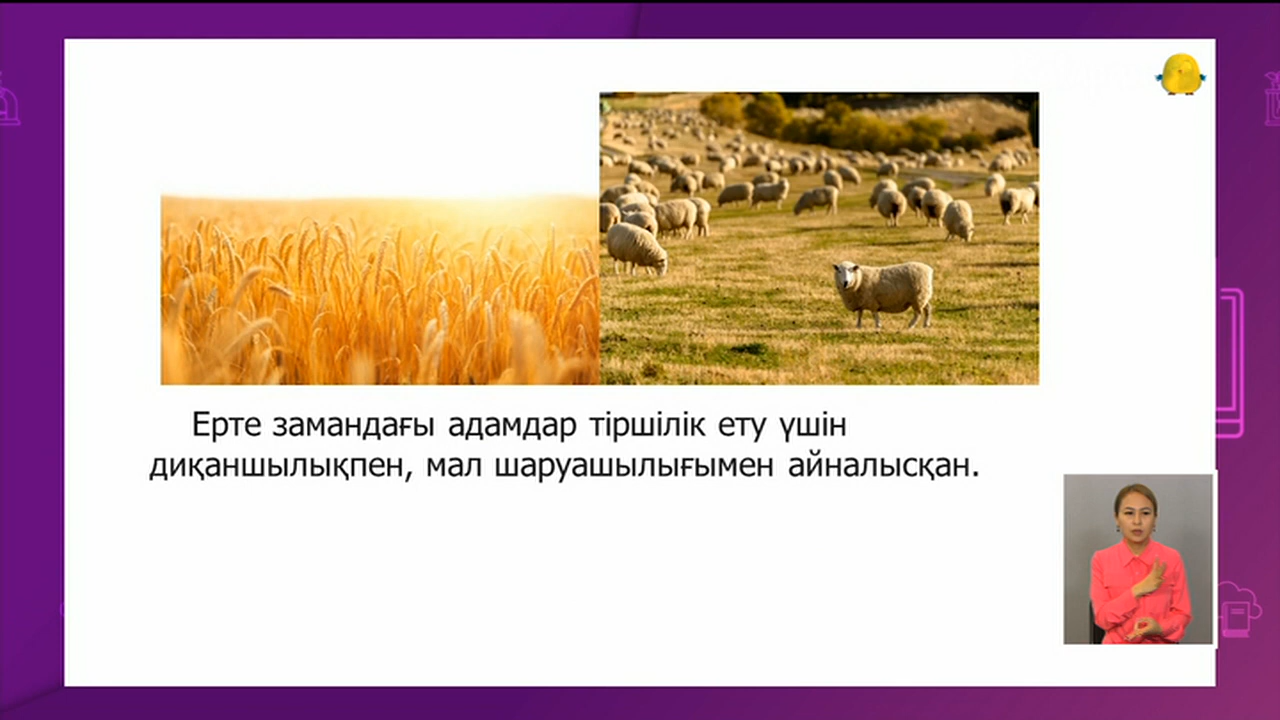 Ерте замандағы адамдар тіршілік ету үшін
диқаншылықпен, мал шаруашылығымен айналысқан.